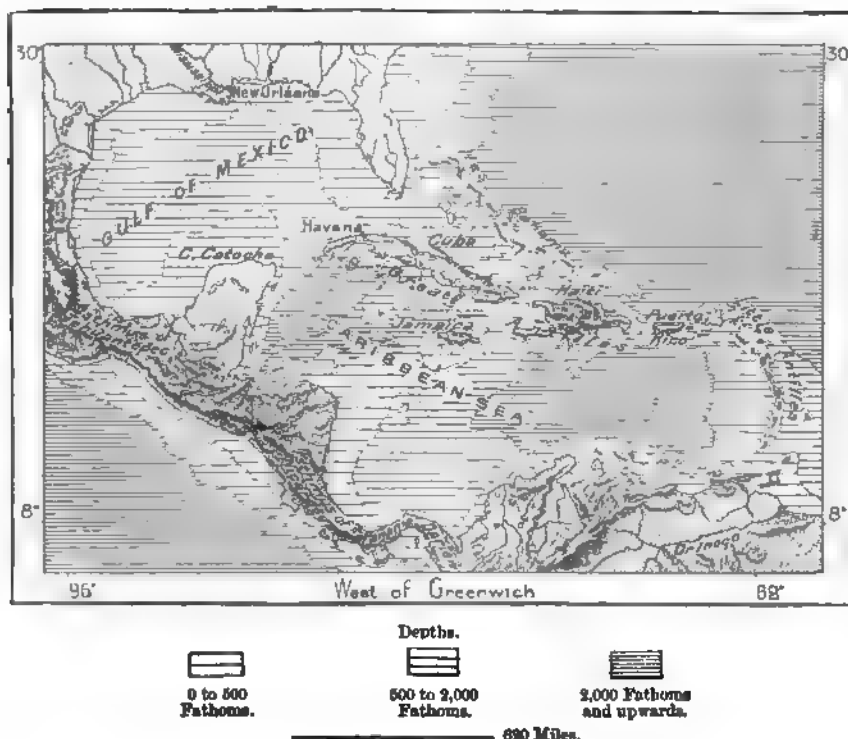 30°
30
New Orleans
GULF OF MEXICO
Havana
Cuba
C. Catoche
Haiti
Jamaica
Puerto
Rico
CARIBBEAN SEA
8°
8°
Orinoco
West of Greenwich
Depths.
0 to 500
Fathoms.
500 to 2,000
Fathoms.
2,000 Fathoms
and upwards.
620 Miles.